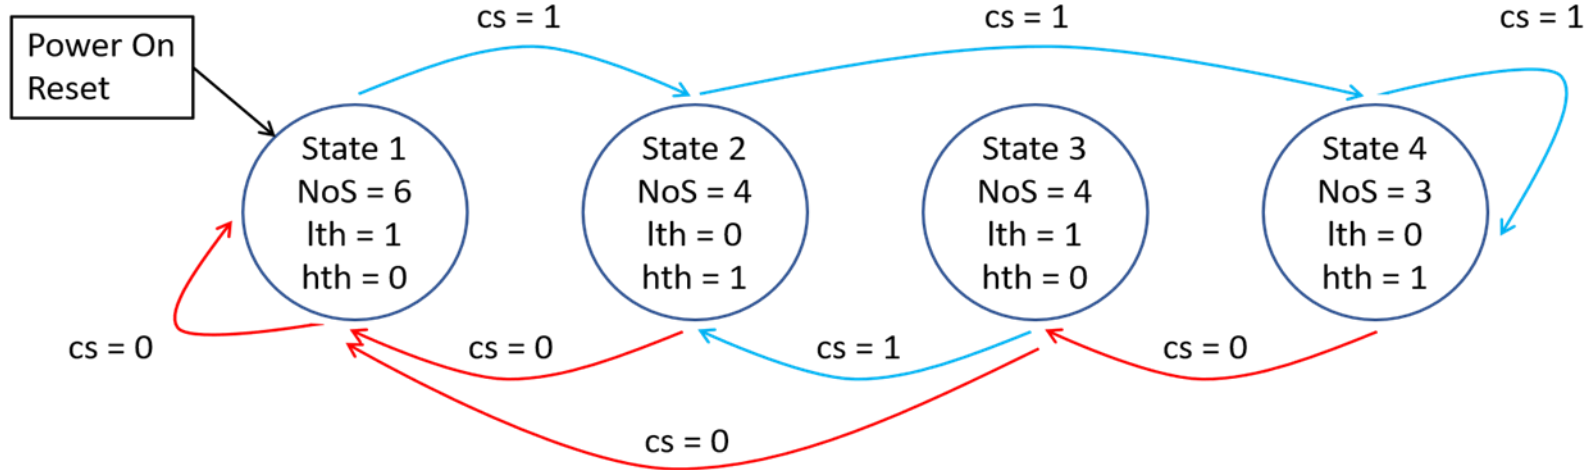 cs = 1
cs = 1
cs = 1
Power On
Reset
State 1
NoS = 6
lth = 1
hth = 0
State 2
NoS = 4
lth = 0
hth = 1
State 3
NoS = 4
lth = 1
hth = 0
State 4
NoS = 3
lth = 0
hth = 1
cs = 0
cs = 0
cs = 1
cs = 0
cs = 0